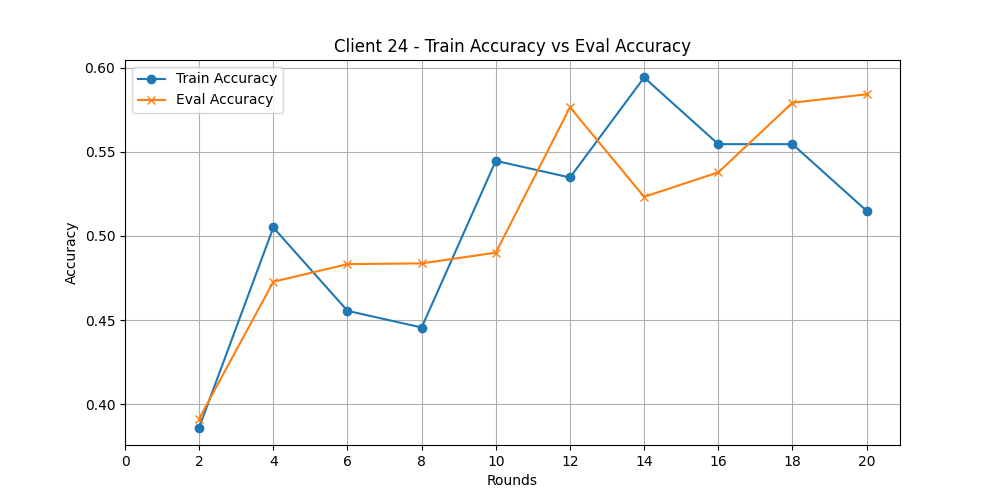 Client 24 - Train Accuracy vs Eval Accuracy
Train Accuracy
Eval Accuracy
0.60
0.55
0.50
0.45
0.40
Accuracy
0 2 4 6 8 10 12 14 16 18 20
Rounds